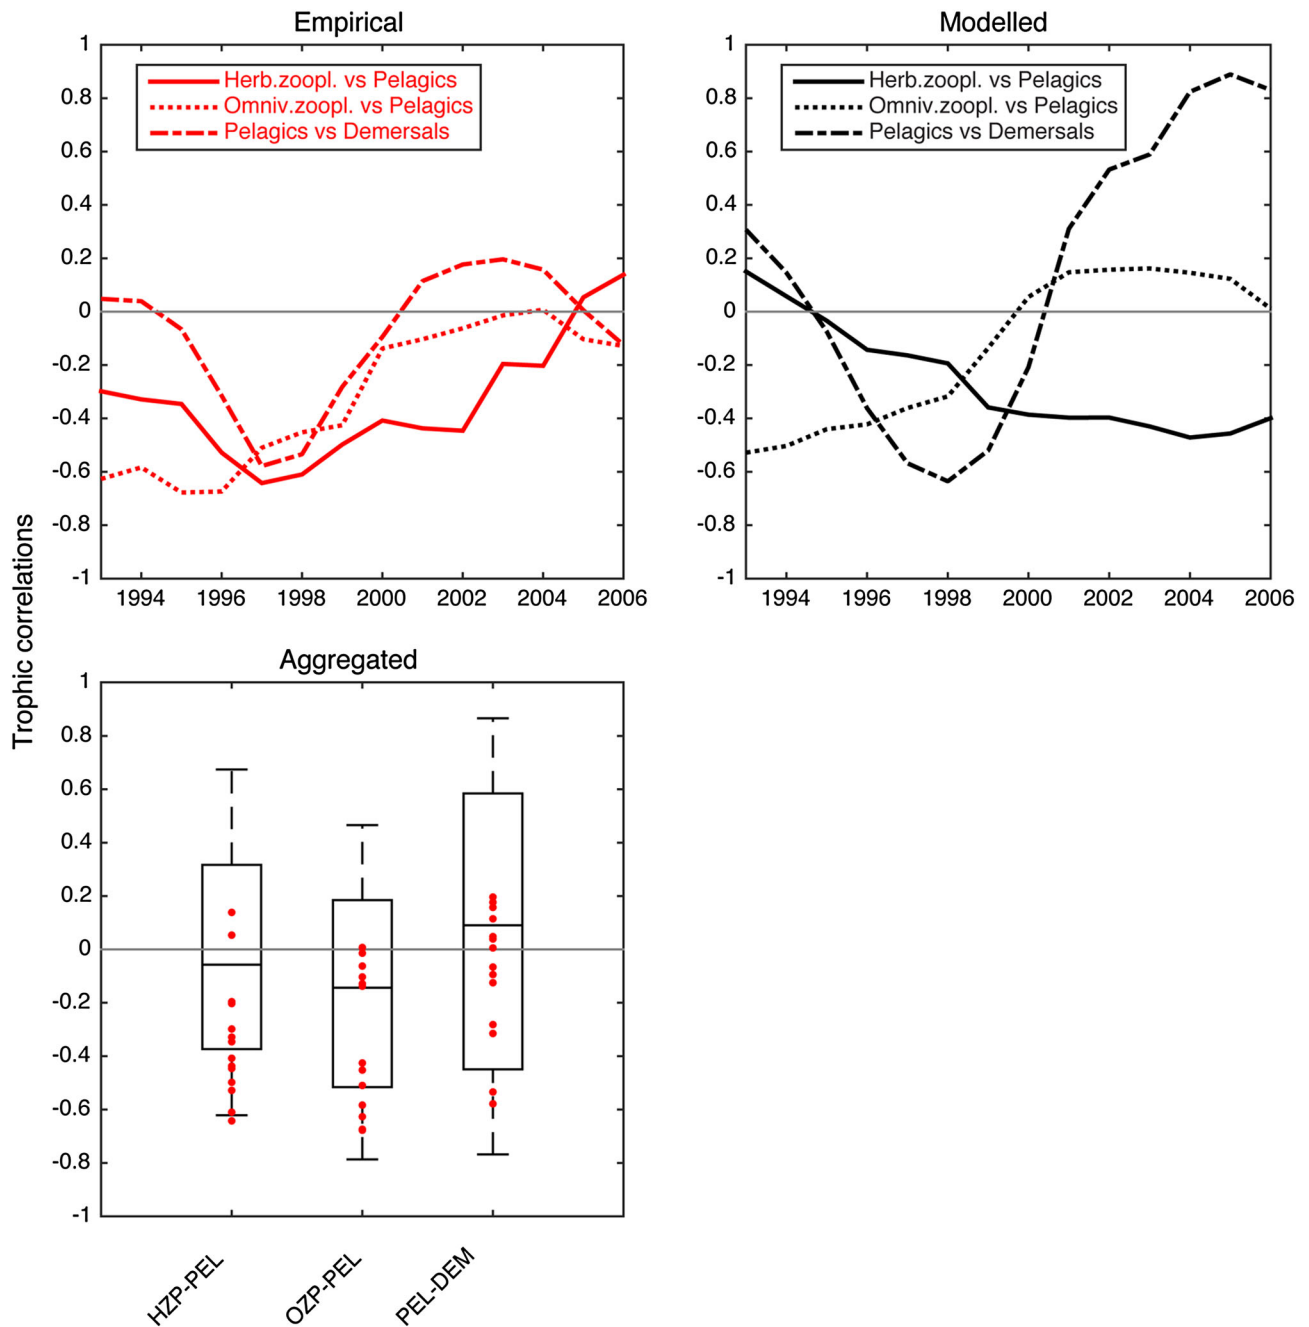 Empirical
1
0.8
0.6
0.4
0.2
0
-0.2
-0.4
-0.6
-0.8
-1
Herb.zoopl. vs Pelagics
Omniv.zoopl. vs Pelagics
Pelagics vs Demersals
1994 1996 1998 2000 2002 2004 2006
Modelled
1
0.8
0.6
0.4
0.2
0
-0.2
-0.4
-0.6
-0.8
-1
Herb.zoopl. vs Pelagics
Omniv.zoopl. vs Pelagics
Pelagics vs Demersals
1994 1996 1998 2000 2002 2004 2006
Trophic correlations
Aggregated
1
0.8
0.6
0.4
0.2
0
-0.2
-0.4
-0.6
-0.8
-1
HZP-PEL
OZP-PEL
PEL-DEM